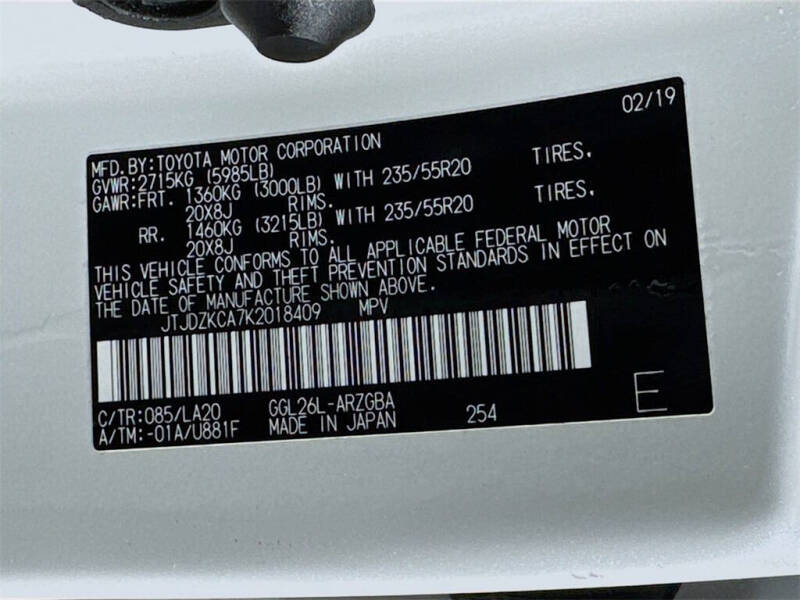 02/19
MFD.BY:TOYOTA MOTOR CORPORATION
GVWR:2715KG (5985LB)
GAWR:FRT. 1360KG (3000LB) WITH 235/55R20 TIRES.
20X8J RIMS.
RR. 1460KG (3215LB) WITH 235/55R20 TIRES.
20X8J RIMS.
THIS VEHICLE CONFORMS TO ALL APPLICABLE FEDERAL MOTOR
VEHICLE SAFETY AND THEFT PREVENTION STANDARDS IN EFFECT ON
THE DATE OF MANUFACTURE SHOWN ABOVE.
JTJDZKCA7K2018409 MPV
C/TR:085/LA20 GGL26L-ARZGBA
A/TM:-01A/U881F MADE IN JAPAN 254 E